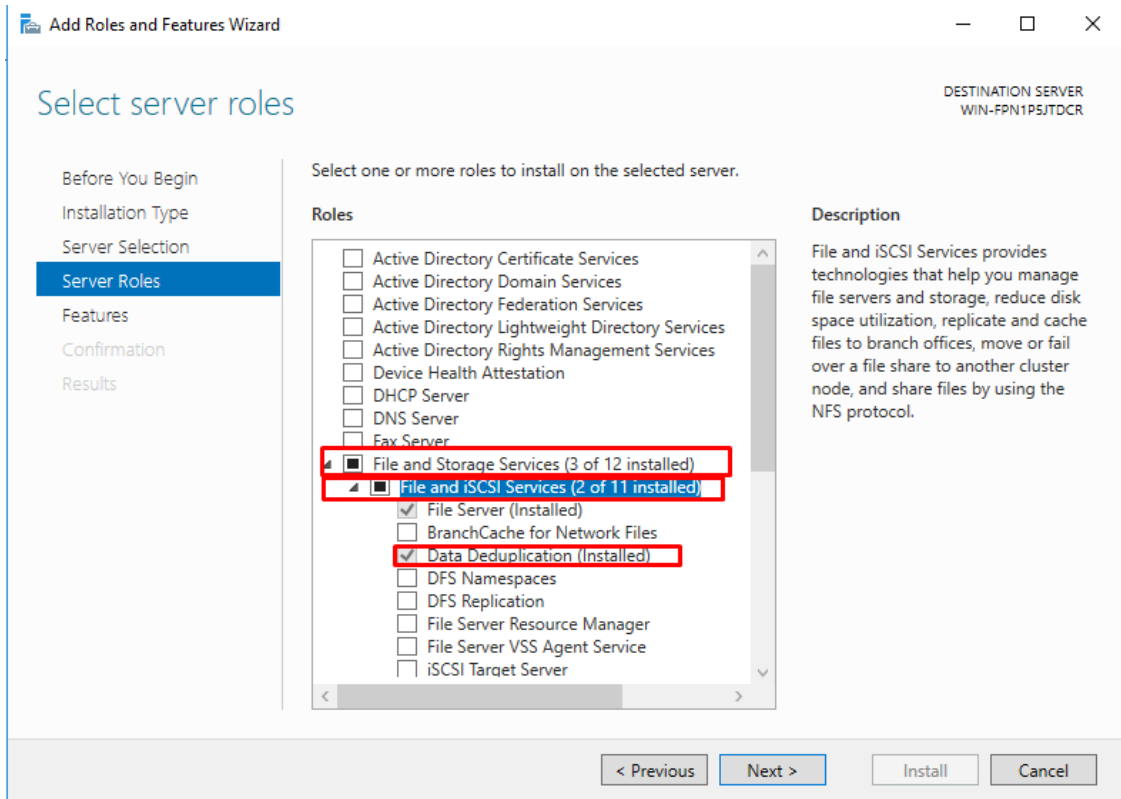 Add Roles and Features Wizard
Select server roles
DESTINATION SERVER
WIN-FPN1P5JTDCR
Before You Begin
Installation Type
Server Selection
Server Roles
Features
Confirmation
Results
Select one or more roles to install on the selected server.
Roles
Active Directory Certificate Services
Active Directory Domain Services
Active Directory Federation Services
Active Directory Lightweight Directory Services
Active Directory Rights Management Services
Device Health Attestation
DHCP Server
DNS Server
Fax Server
File and Storage Services (3 of 12 installed)
File and iSCSI Services (2 of 11 installed)
File Server (Installed)
BranchCache for Network Files
Data Deduplication (Installed)
DFS Namespaces
DFS Replication
File Server Resource Manager
File Server VSS Agent Service
iSCSI Target Server
Description
File and iSCSI Services provides
technologies that help you manage
file servers and storage, reduce disk
space utilization, replicate and cache
files to branch offices, move or fail
over a file share to another cluster
node, and share files by using the
NFS protocol.
< Previous
Next >
Install
Cancel